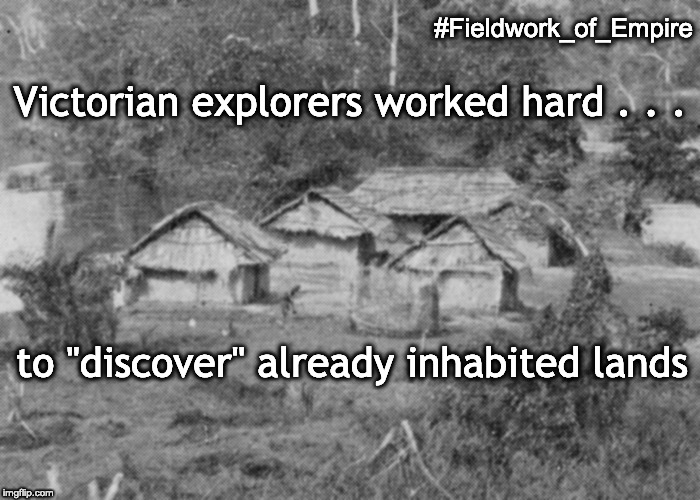 #Fieldwork_of_Empire
Victorian explorers worked hard . . .
to "discover" already inhabited lands
imgflip.com